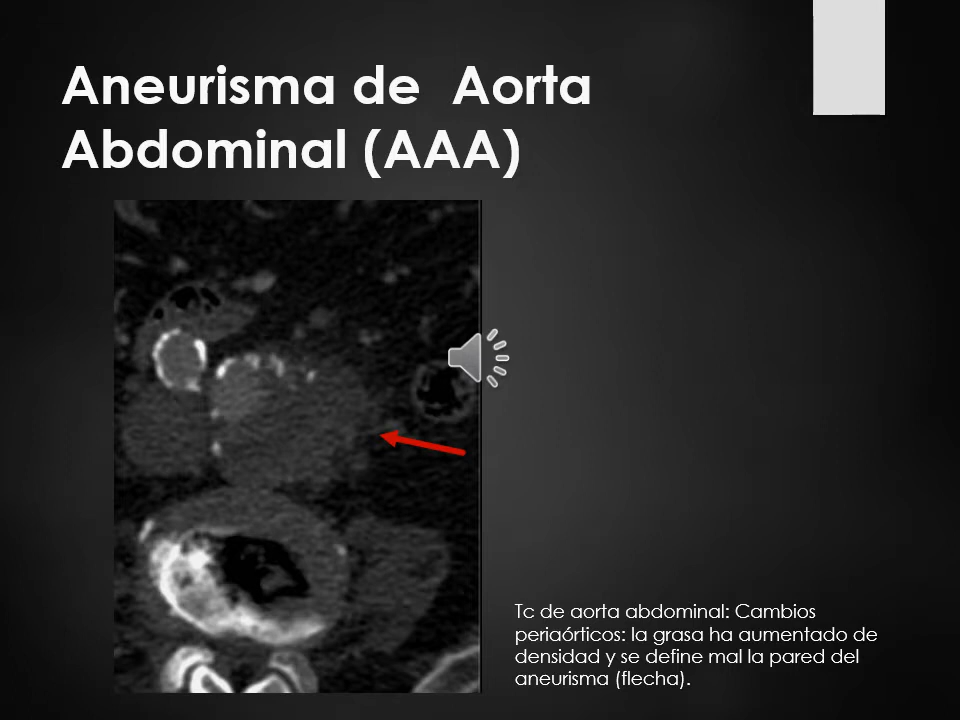 Aneurisma de Aorta
Abdominal (AAA)
Tc de aorta abdominal: Cambios
periaórticos: la grasa ha aumentado de
densidad y se define mal la pared del
aneurisma (flecha).